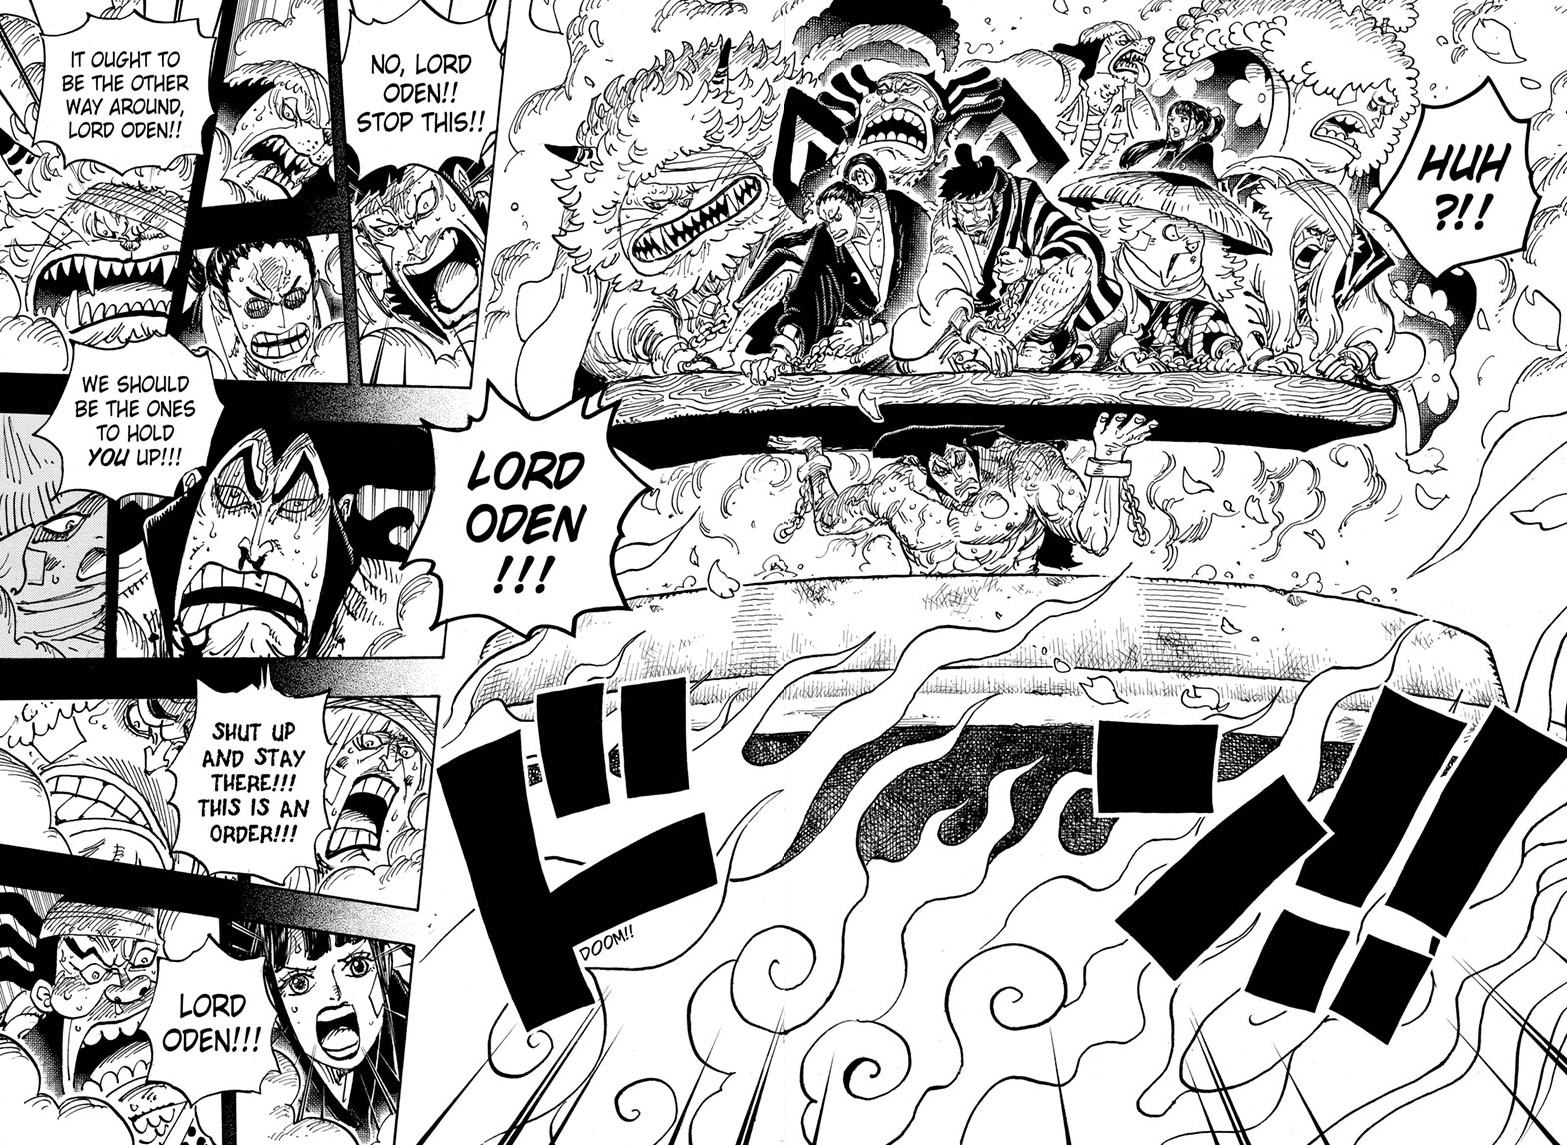 HUH
?!!
LORD
ODEN
!!!
ドン!!
DOOM!!
NO, LORD
ODEN!!
STOP THIS!!
IT OUGHT TO
BE THE OTHER
WAY AROUND,
LORD ODEN!!
WE SHOULD
BE THE ONES
TO HOLD
YOU UP!!!
SHUT UP
AND STAY
THERE!!!
THIS IS AN
ORDER!!!
LORD
ODEN!!!